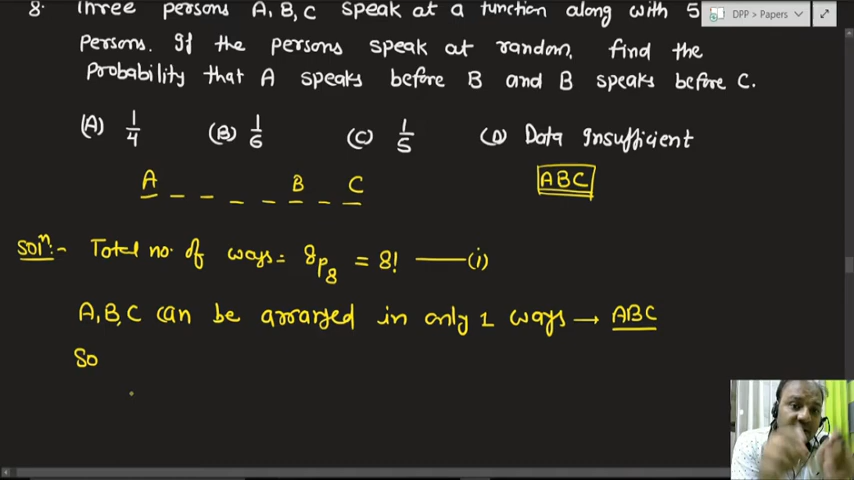 8. Three persons A, B, C speak at a function along with 5
DPP > Papers
Persons. If the persons speak at random, find the
Probability that A speaks before B and B speaks before C.
(A) 1/4 (B) 1/6 (C) 1/5 (D) Data Insufficient
A _ _ _ _ B _ C
ABC
Solⁿ:- Total no. of ways = 8P8 = 8! —— (i)
A, B, C can be arranged in only 1 ways → ABC
So